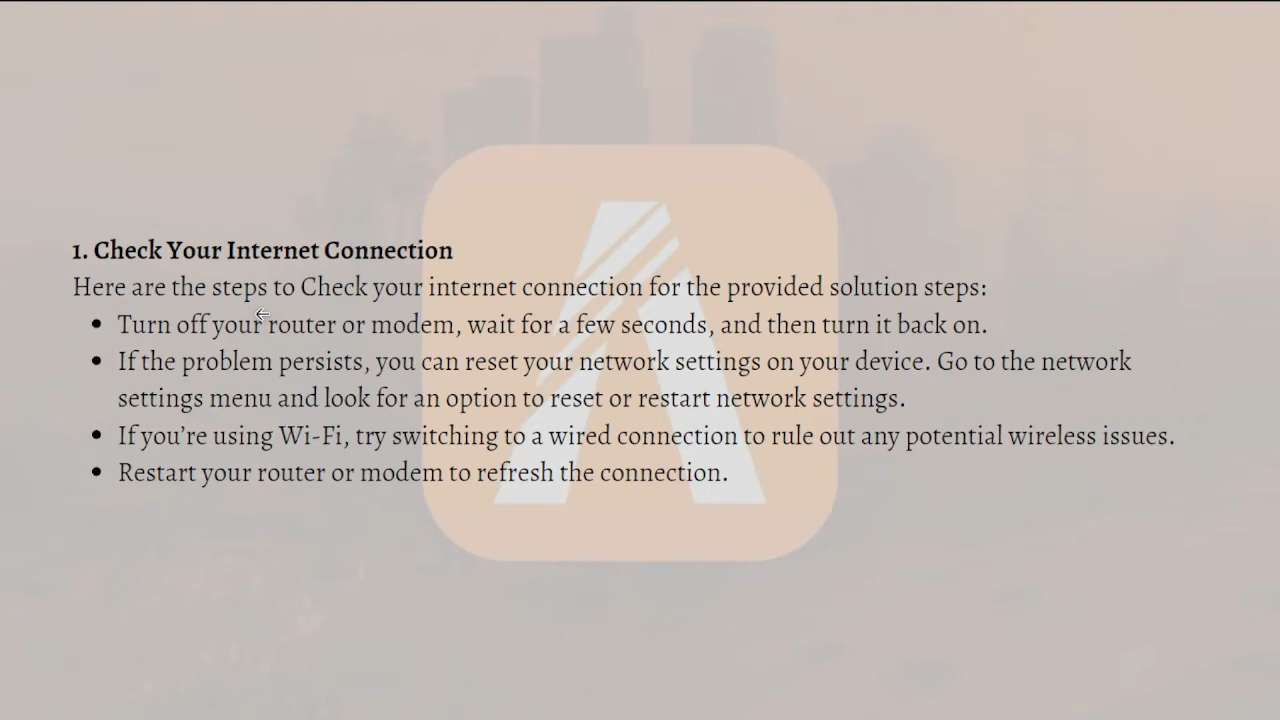 1. Check Your Internet Connection
Here are the steps to Check your internet connection for the provided solution steps:
• Turn off your router or modem, wait for a few seconds, and then turn it back on.
• If the problem persists, you can reset your network settings on your device. Go to the network
settings menu and look for an option to reset or restart network settings.
• If you’re using Wi-Fi, try switching to a wired connection to rule out any potential wireless issues.
• Restart your router or modem to refresh the connection.